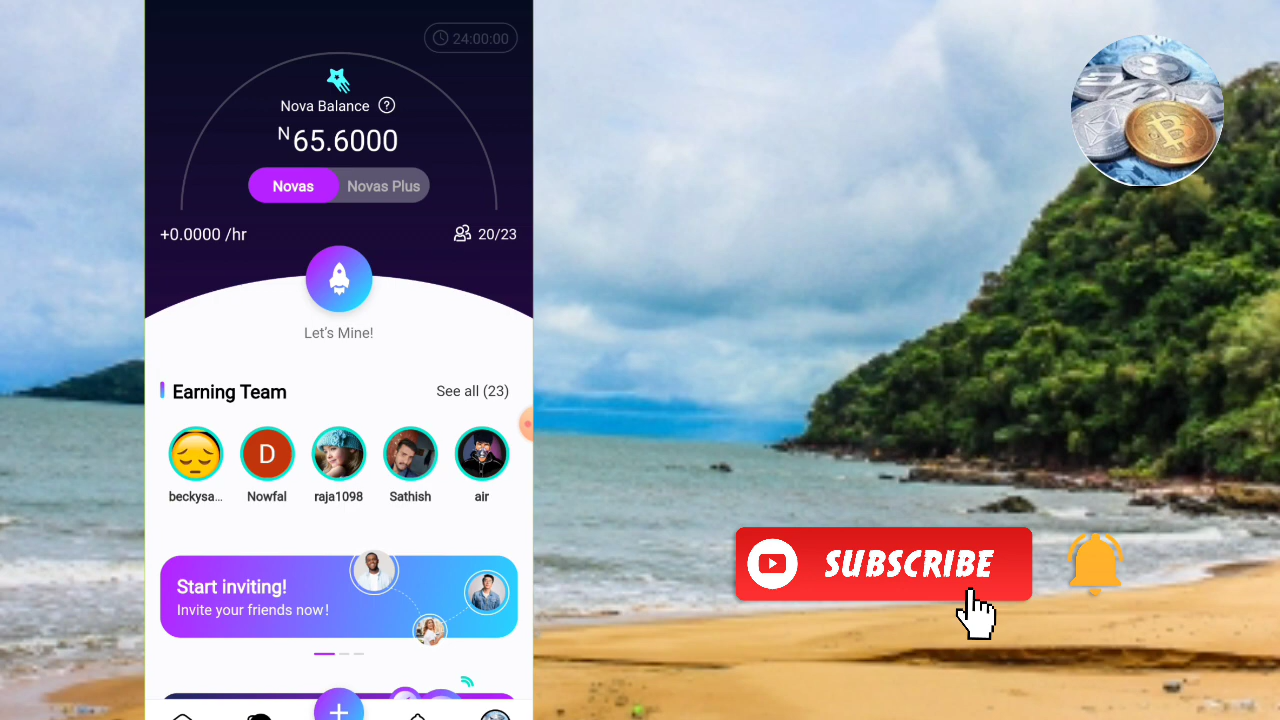 24:00:00
Nova Balance ?
N65.6000
Novas Novas Plus
+0.0000 /hr 20/23
Let's Mine!
Earning Team See all (23)
D
beckysa... Nowfal raja1098 Sathish air
Start inviting!
Invite your friends now!
SUBSCRIBE